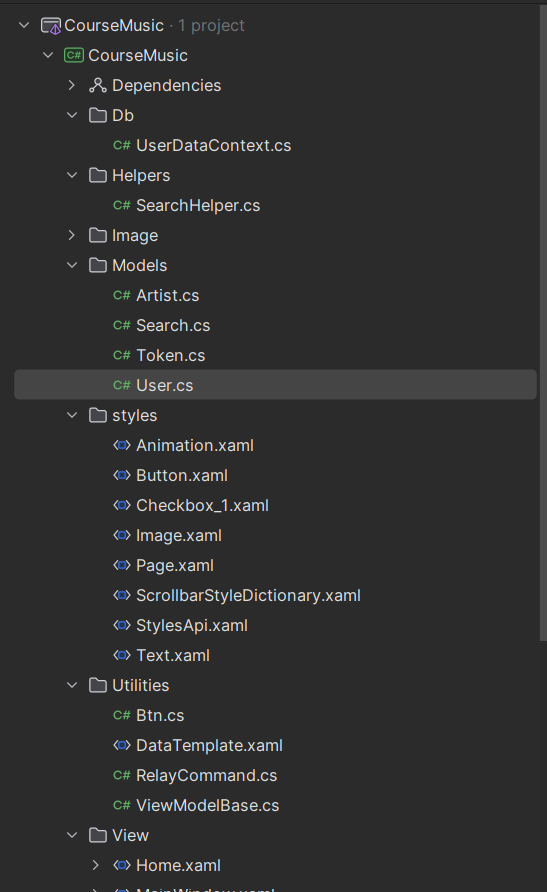 CourseMusic · 1 project
C# CourseMusic
Dependencies
Db
C# UserDataContext.cs
Helpers
C# SearchHelper.cs
Image
Models
C# Artist.cs
C# Search.cs
C# Token.cs
C# User.cs
styles
Animation.xaml
Button.xaml
Checkbox_1.xaml
Image.xaml
Page.xaml
ScrollbarStyleDictionary.xaml
StylesApi.xaml
Text.xaml
Utilities
C# Btn.cs
DataTemplate.xaml
C# RelayCommand.cs
C# ViewModelBase.cs
View
Home.xaml
MainWindow.xaml